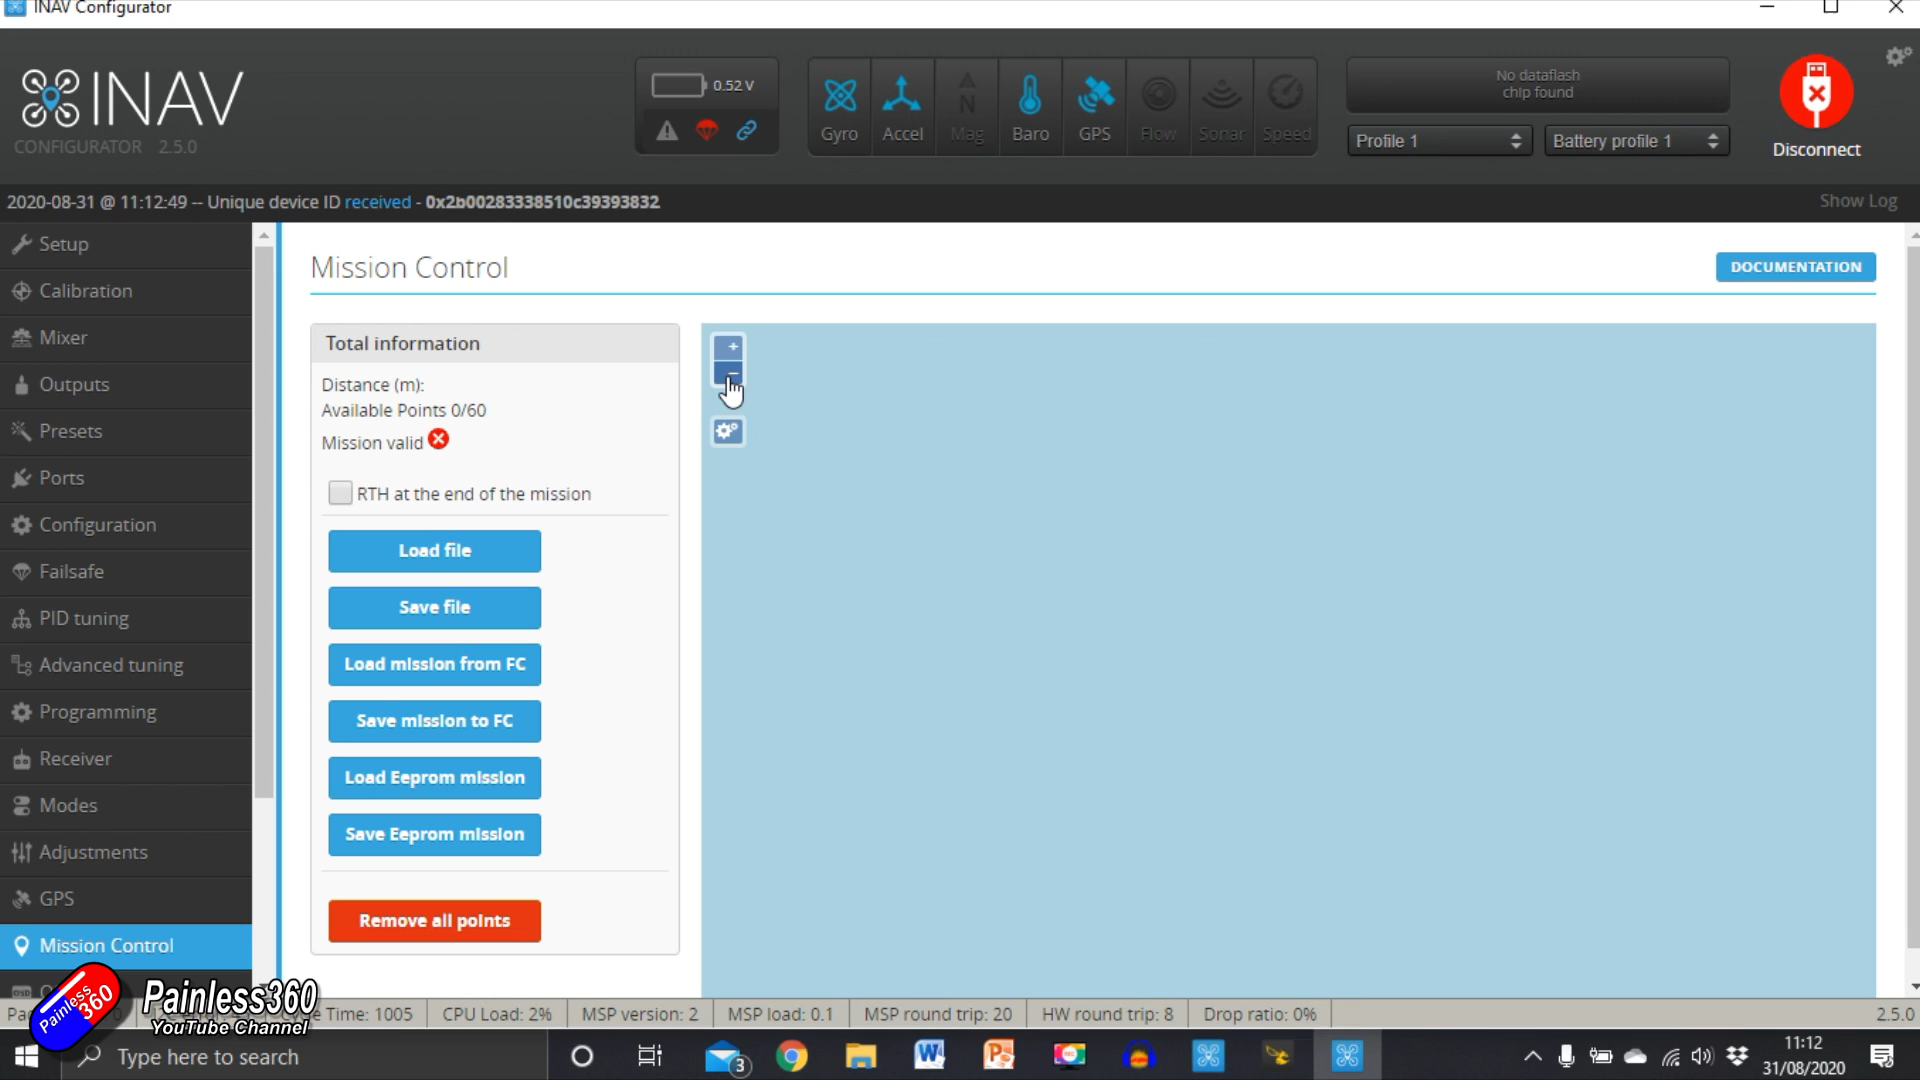 INAV Configurator
INAV
CONFIGURATOR 2.5.0
0.52 V
Gyro
Accel
Mag
Baro
GPS
Flow
Sonar
Speed
No dataflash
chip found
Profile 1
Battery profile 1
Disconnect
2020-08-31 @ 11:12:49 -- Unique device ID received - 0x2b00283338510c39393832
Show Log
Setup
Calibration
Mixer
Outputs
Presets
Ports
Configuration
Failsafe
PID tuning
Advanced tuning
Programming
Receiver
Modes
Adjustments
GPS
Mission Control
Mission Control
DOCUMENTATION
Total information
Distance (m):
Available Points 0/60
Mission valid
RTH at the end of the mission
Load file
Save file
Load mission from FC
Save mission to FC
Load Eeprom mission
Save Eeprom mission
Remove all points
Painless 360
Painless360
YouTube Channel
Time: 1005
CPU Load: 2%
MSP version: 2
MSP load: 0.1
MSP round trip: 20
HW round trip: 8
Drop ratio: 0%
2.5.0
Type here to search
3
11:12
31/08/2020